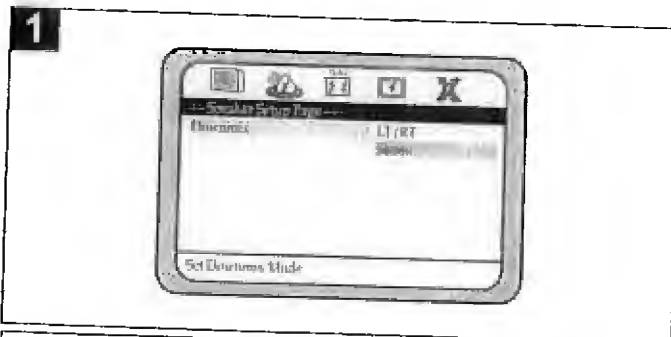 1
-- Speaker Setup Page --
Downmix
LT/RT
Stereo
Set Downmix Mode